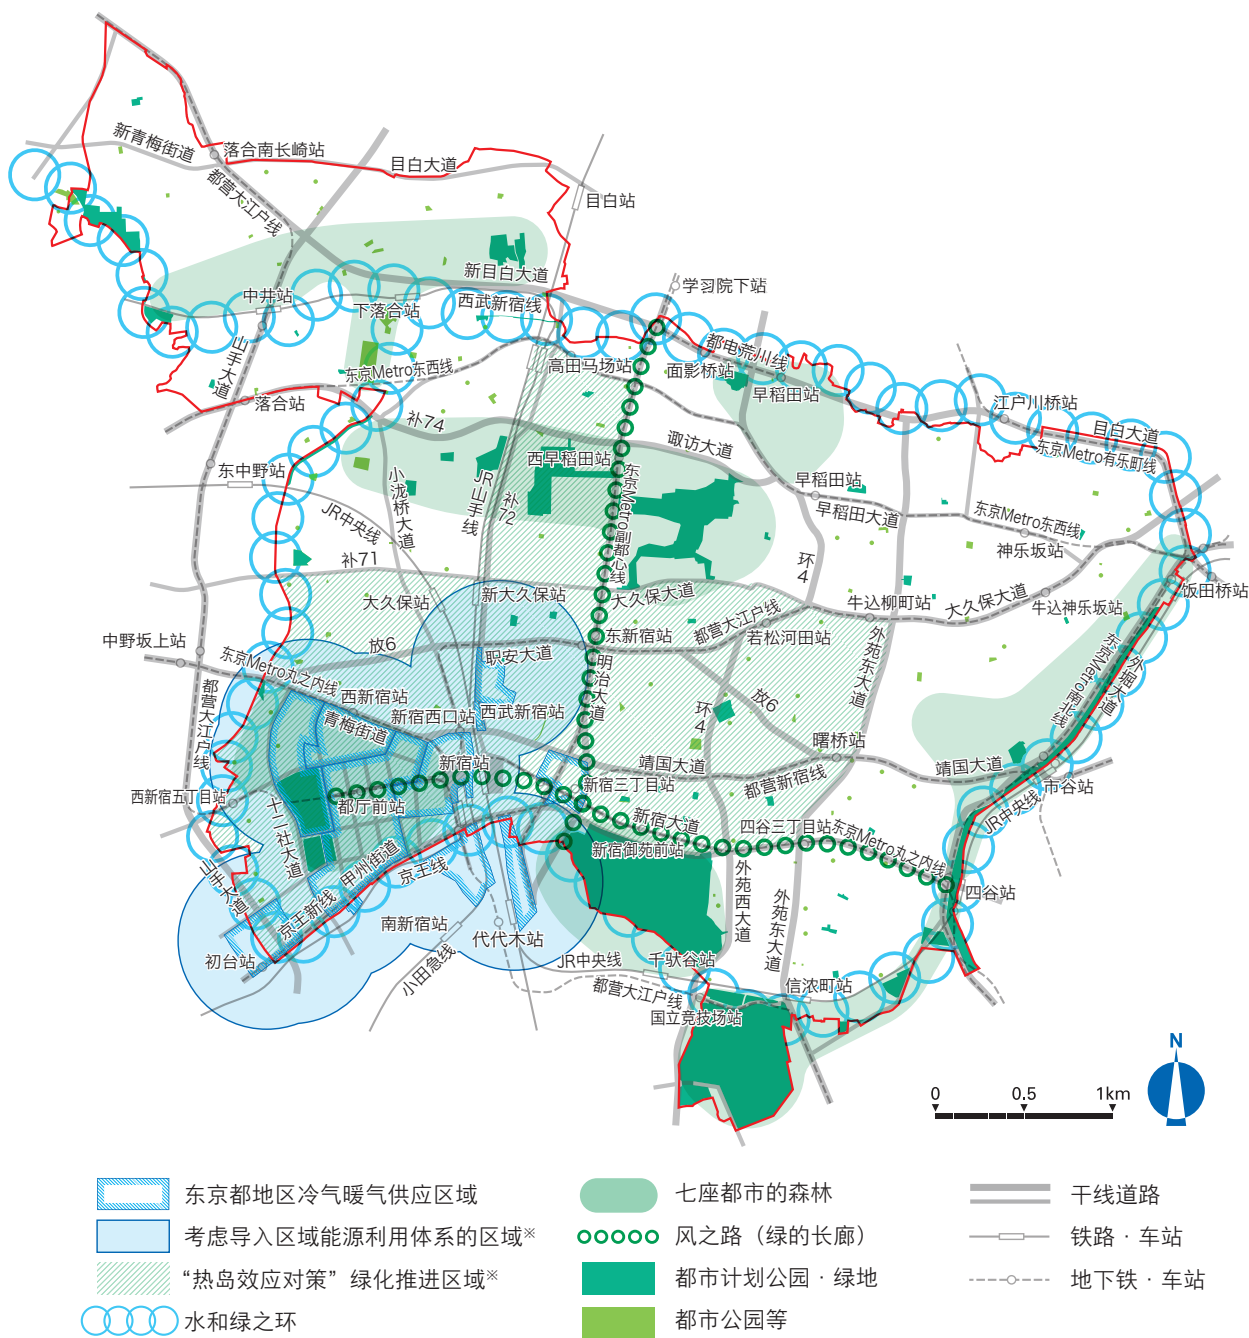 新青梅街道
落合南长崎站
目白大道
都营大江户线
目白站
新目白大道
学习院下站
中井站
下落合站
西武新宿线
山手大道
东京Metro东西线
高田马场站
都电荒川线
面影桥站
早稻田站
落合站
补74
诹访大道
江户川桥站
目白大道
东京Metro有乐町线
东中野站
小泷桥大道
JR山手线
补72
西早稻田站
东京Metro副都心线
早稻田站
早稻田大道
东京Metro东西线
神乐坂站
JR中央线
补71
环4
饭田桥站
大久保站
新大久保站
大久保大道
牛込柳町站
大久保大道
牛込神乐坂站
都营大江户线
若松河田站
中野坂上站
放6
职安大道
东新宿站
明治大道
外苑东大道
外堀大道
东京Metro南北线
东京Metro丸之内线
西新宿站
都营大江户线
青梅街道
新宿西口站
西武新宿站
环4
放6
曙桥站
新宿站
新宿三丁目站
靖国大道
都营新宿线
靖国大道
市谷站
西新宿五丁目站
都厅前站
十二社大道
新宿大道
四谷三丁目站
东京Metro丸之内线
JR中央线
新宿御苑前站
甲州街道
京王线
京王新线
山手大道
外苑西大道
外苑东大道
四谷站
南新宿站
代代木站
初台站
小田急线
JR中央线
千驮谷站
都营大江户线
信浓町站
国立竞技场站
N
0 0.5 1km
东京都地区冷气暖气供应区域
考虑导入区域能源利用体系的区域※
“热岛效应对策”绿化推进区域※
水和绿之环
七座都市的森林
风之路（绿的长廊）
都市计划公园·绿地
都市公园等
干线道路
铁路·车站
地下铁·车站